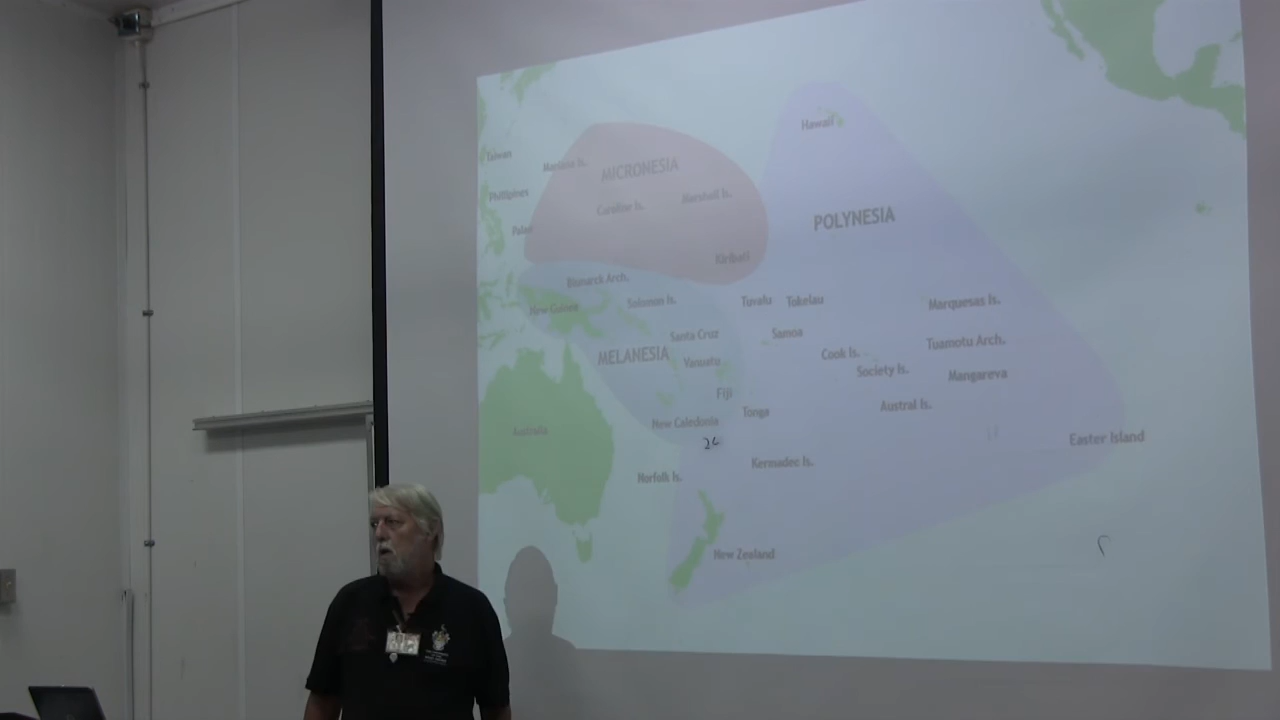 Hawaii
Taiwan
Mariana Is.
MICRONESIA
Phillipines
Caroline Is.
Marshall Is.
POLYNESIA
Palau
Kiribati
Bismarck Arch.
New Guinea
Solomon Is.
Tuvalu
Tokelau
Marquesas Is.
Santa Cruz
Samoa
Tuamotu Arch.
MELANESIA
Vanuatu
Cook Is.
Society Is.
Mangareva
Fiji
Austral Is.
New Caledonia
Tonga
Australia
Easter Island
Norfolk Is.
Kermadec Is.
New Zealand